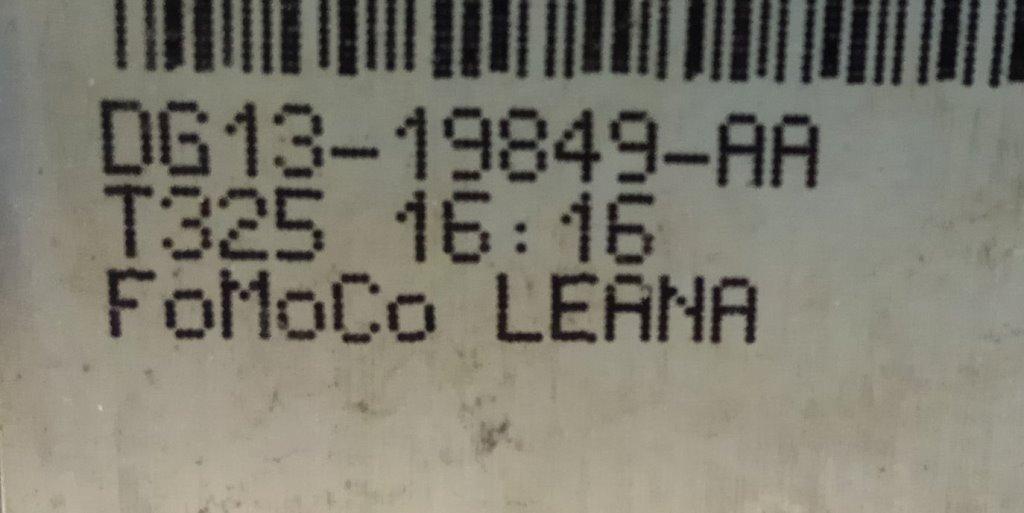 DG13-19849-AA
T325 16:16
FoMoCo LEANA